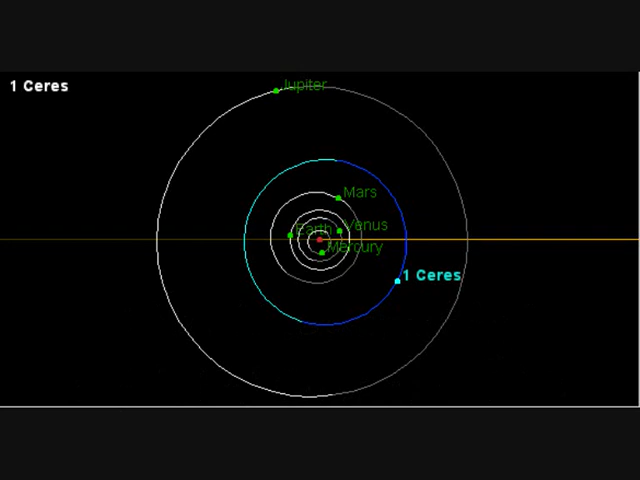 1 Ceres
Jupiter
Mars
Venus
Earth
Mercury
1 Ceres